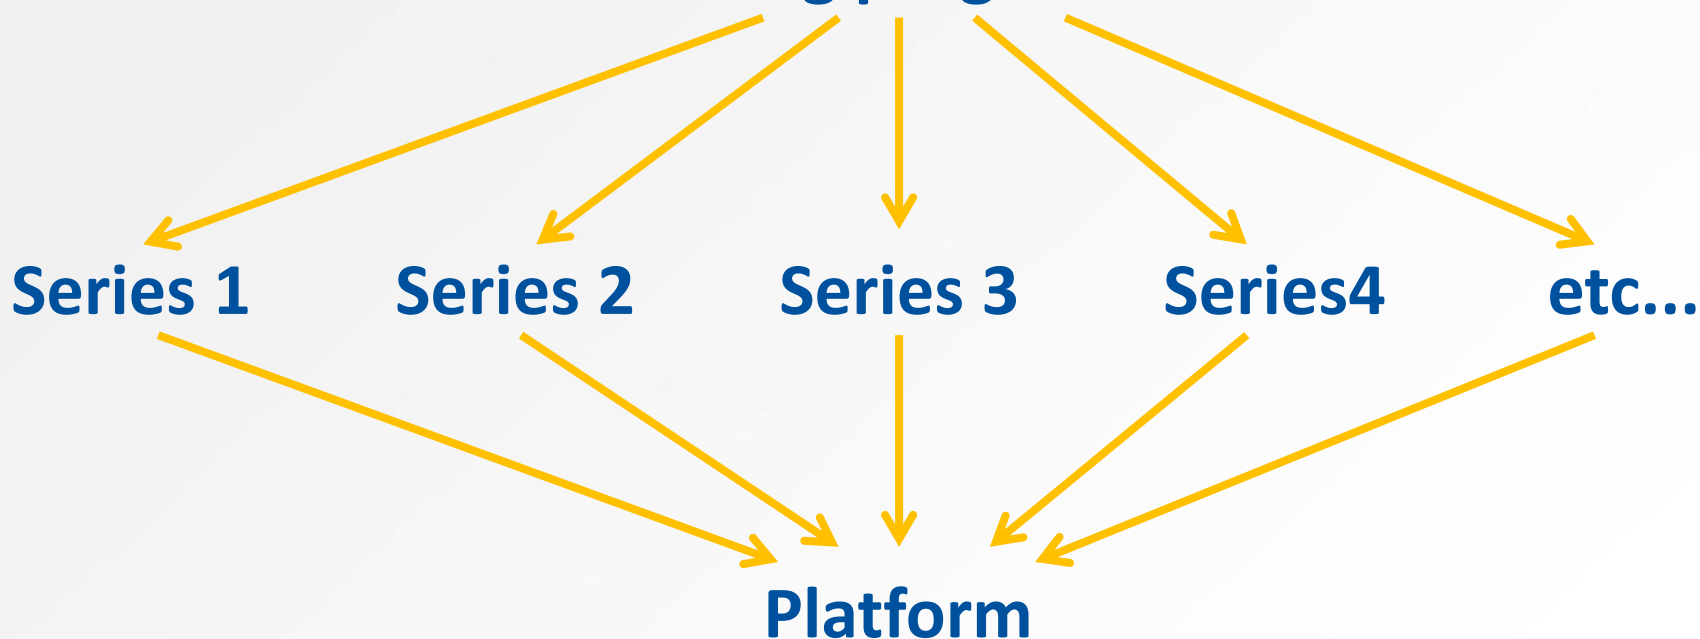 Series 1
Series 2
Series 3
Series4
etc...
Platform